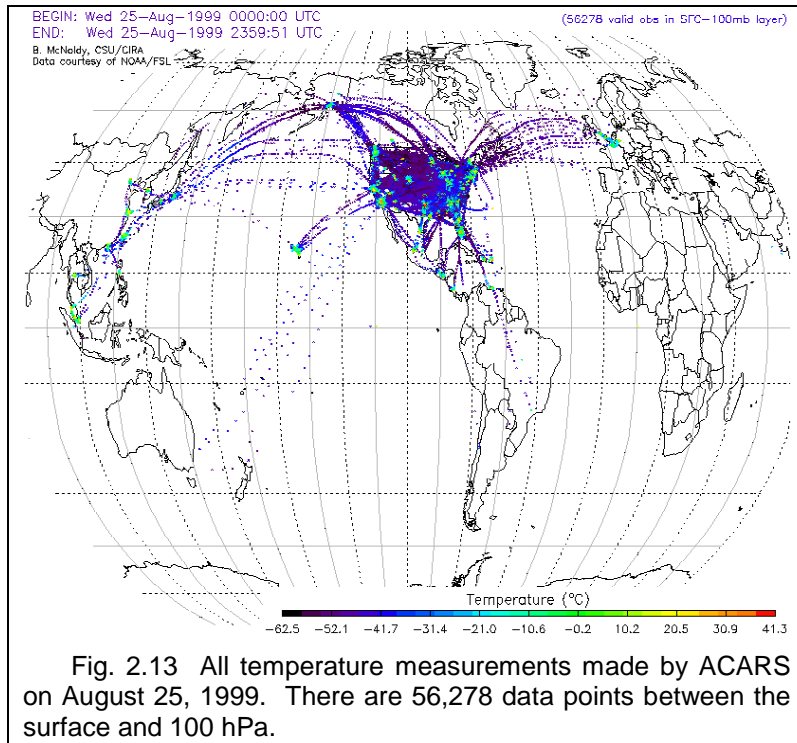 BEGIN: Wed 25-Aug-1999 0000:00 UTC
END: Wed 25-Aug-1999 2359:51 UTC
(56278 valid obs in SFC-100mb layer)
B. McNoldy, CSU/CIRA
Data courtesy of NOAA/FSL
Temperature (°C)
-62.5 -52.1 -41.7 -31.4 -21.0 -10.6 -0.2 10.2 20.5 30.9 41.3
Fig. 2.13 All temperature measurements made by ACARS
on August 25, 1999. There are 56,278 data points between the
surface and 100 hPa.